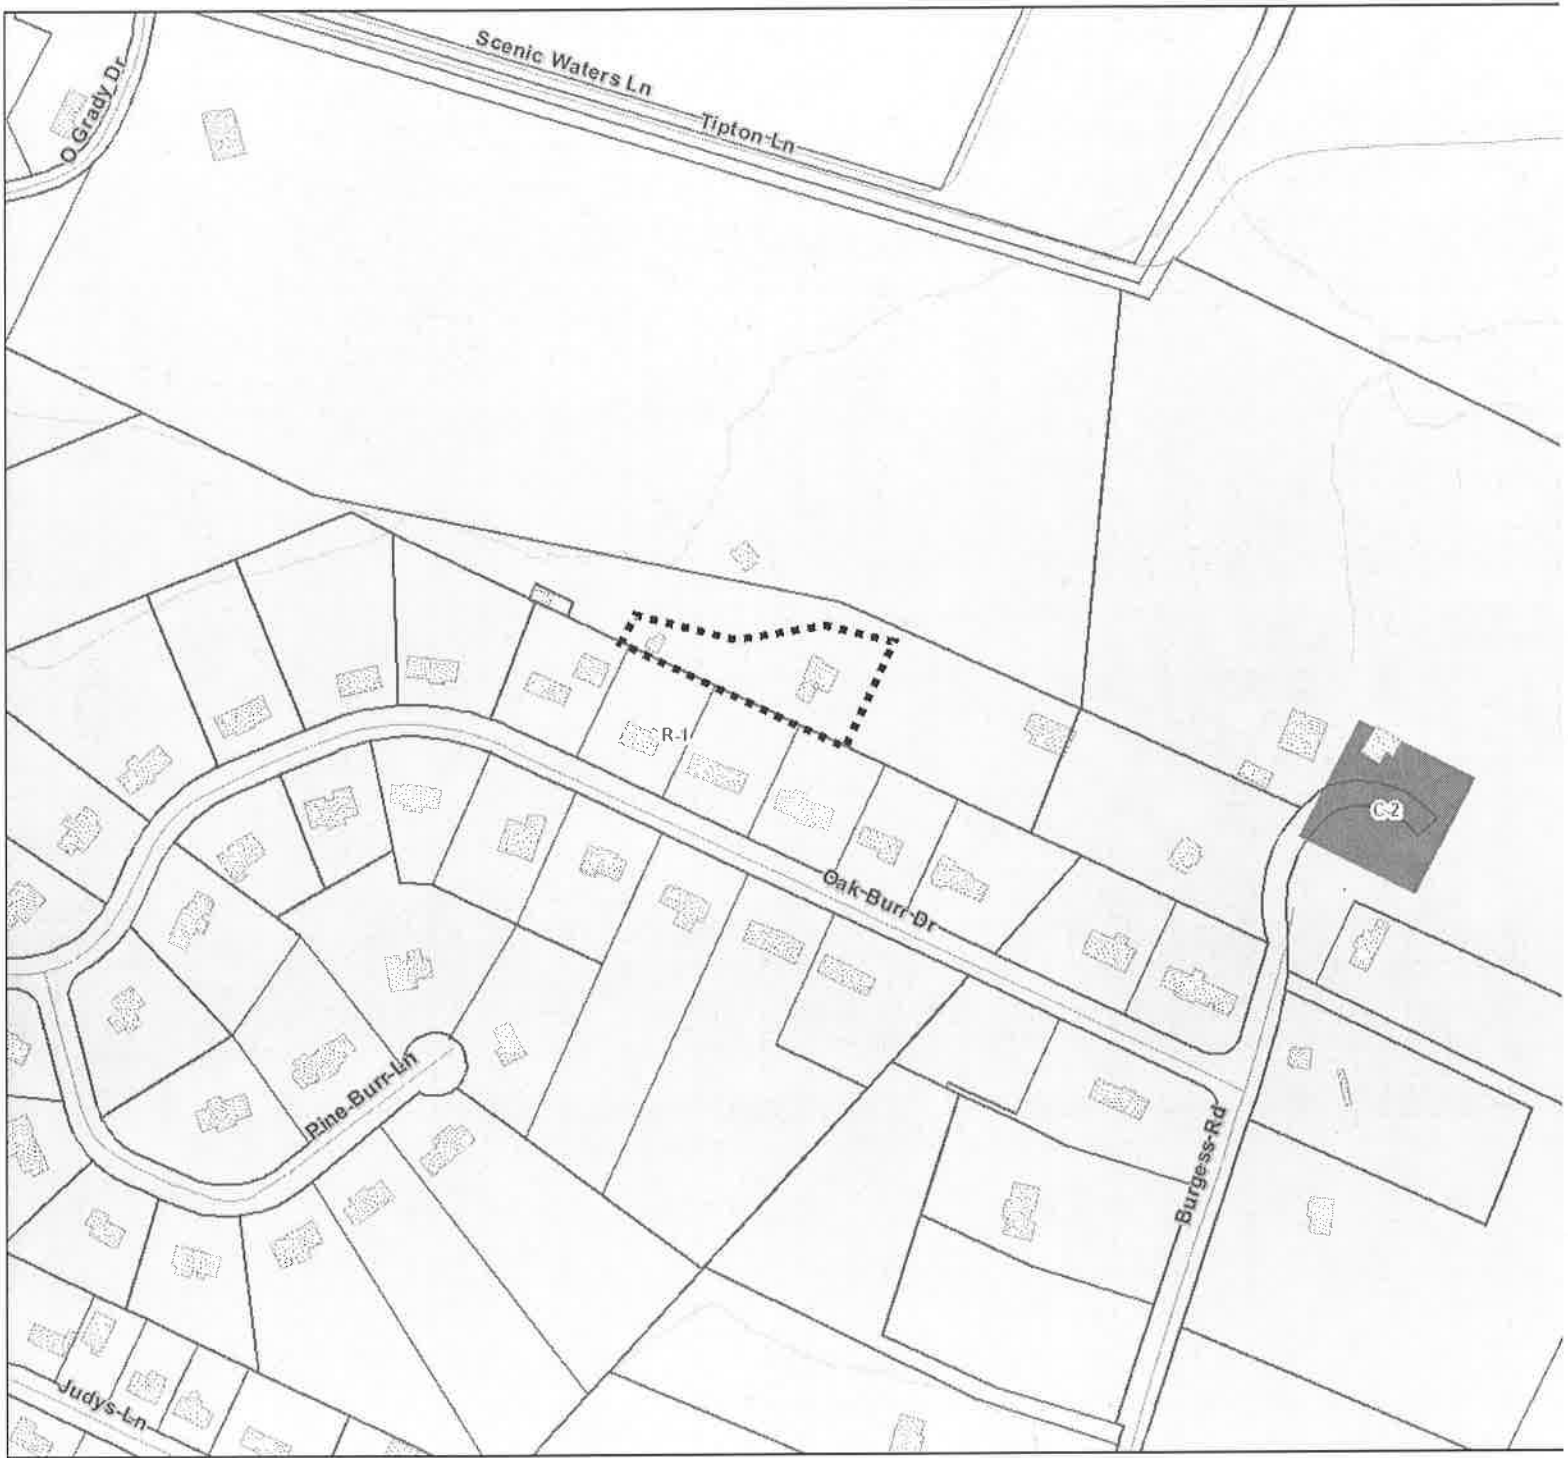 Scenic Waters Ln
O Grady Dr
Tipton Ln
R-1
C-2
Oak Burr Dr
Pine Burr Ln
Burgess Rd
Judys Ln